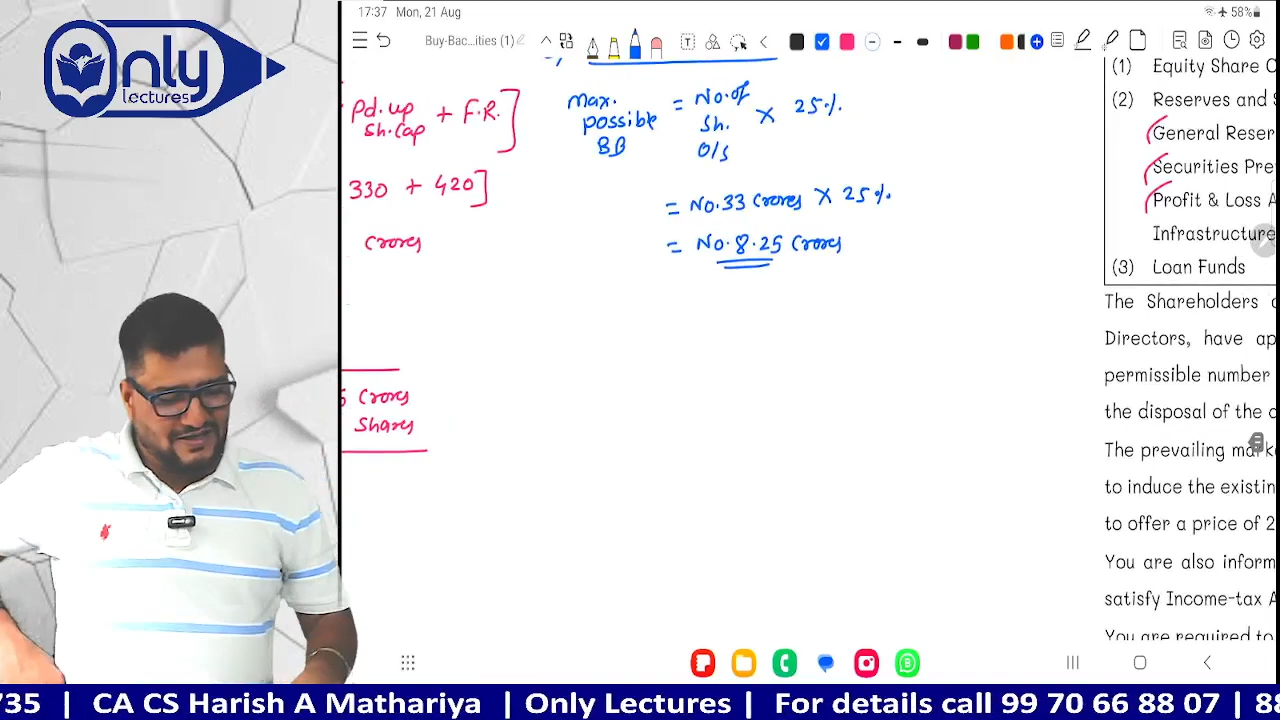 17:37 Mon, 21 Aug
58%
Only
lectures
Buy-Bac...ities (1)
Pd.up
Sh.cap + F.R.
330 + 420
Crores
Crores
Shares
Max.
possible
BB
= No.of
Sh.
O/S
× 25%
= No.33 Crores × 25%
= No.8.25 Crores
(1) Equity Share C
(2) Reserves and S
General Reser
Securities Pre
Profit & Loss A
Infrastructure
(3) Loan Funds
The Shareholders
Directors, have ap
permissible number
the disposal of the c
The prevailing mark
to induce the existin
to offer a price of 2
You are also inform
satisfy Income-tax A
You are required to
735 | CA CS Harish A Mathariya | Only Lectures | For details call 99 70 66 88 07 | 88